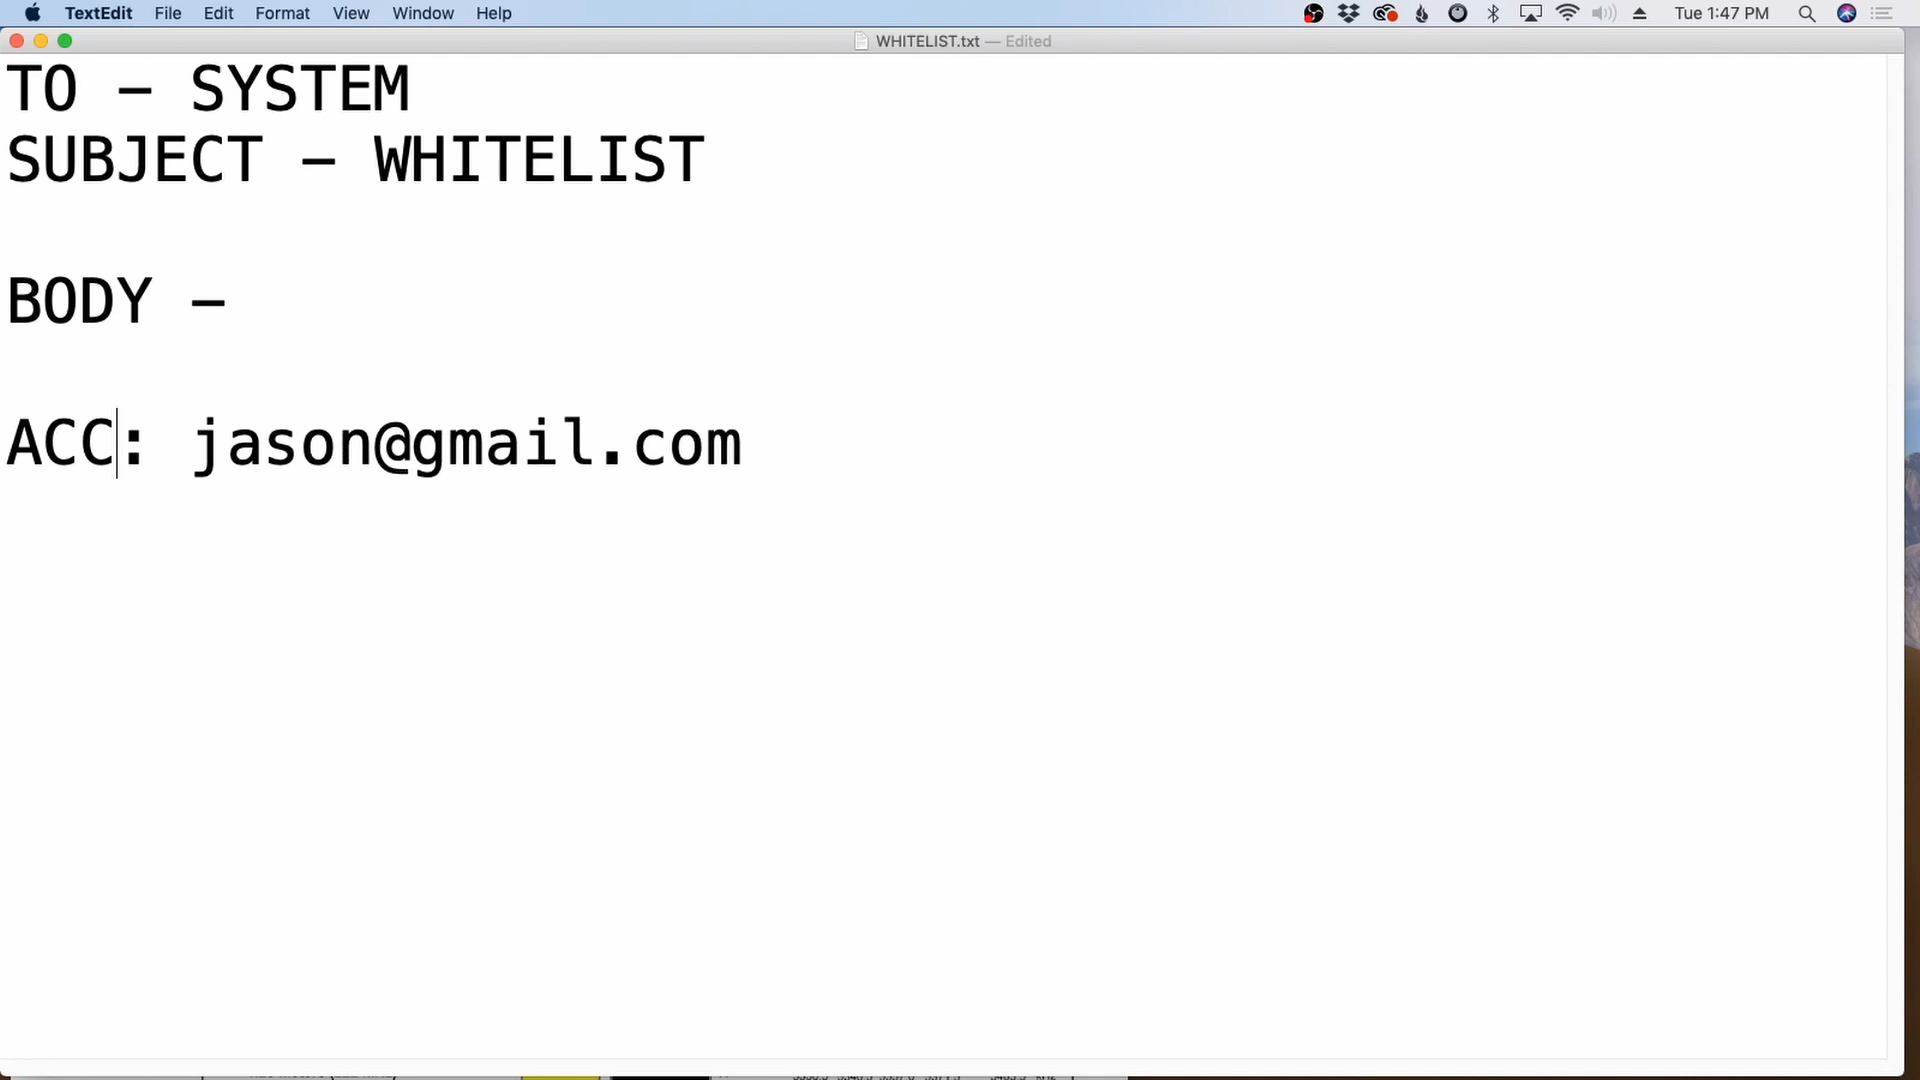 TextEdit File Edit Format View Window Help Tue 1:47 PM
WHITELIST.txt — Edited
TO – SYSTEM
SUBJECT – WHITELIST
BODY –
ACC: jason@gmail.com